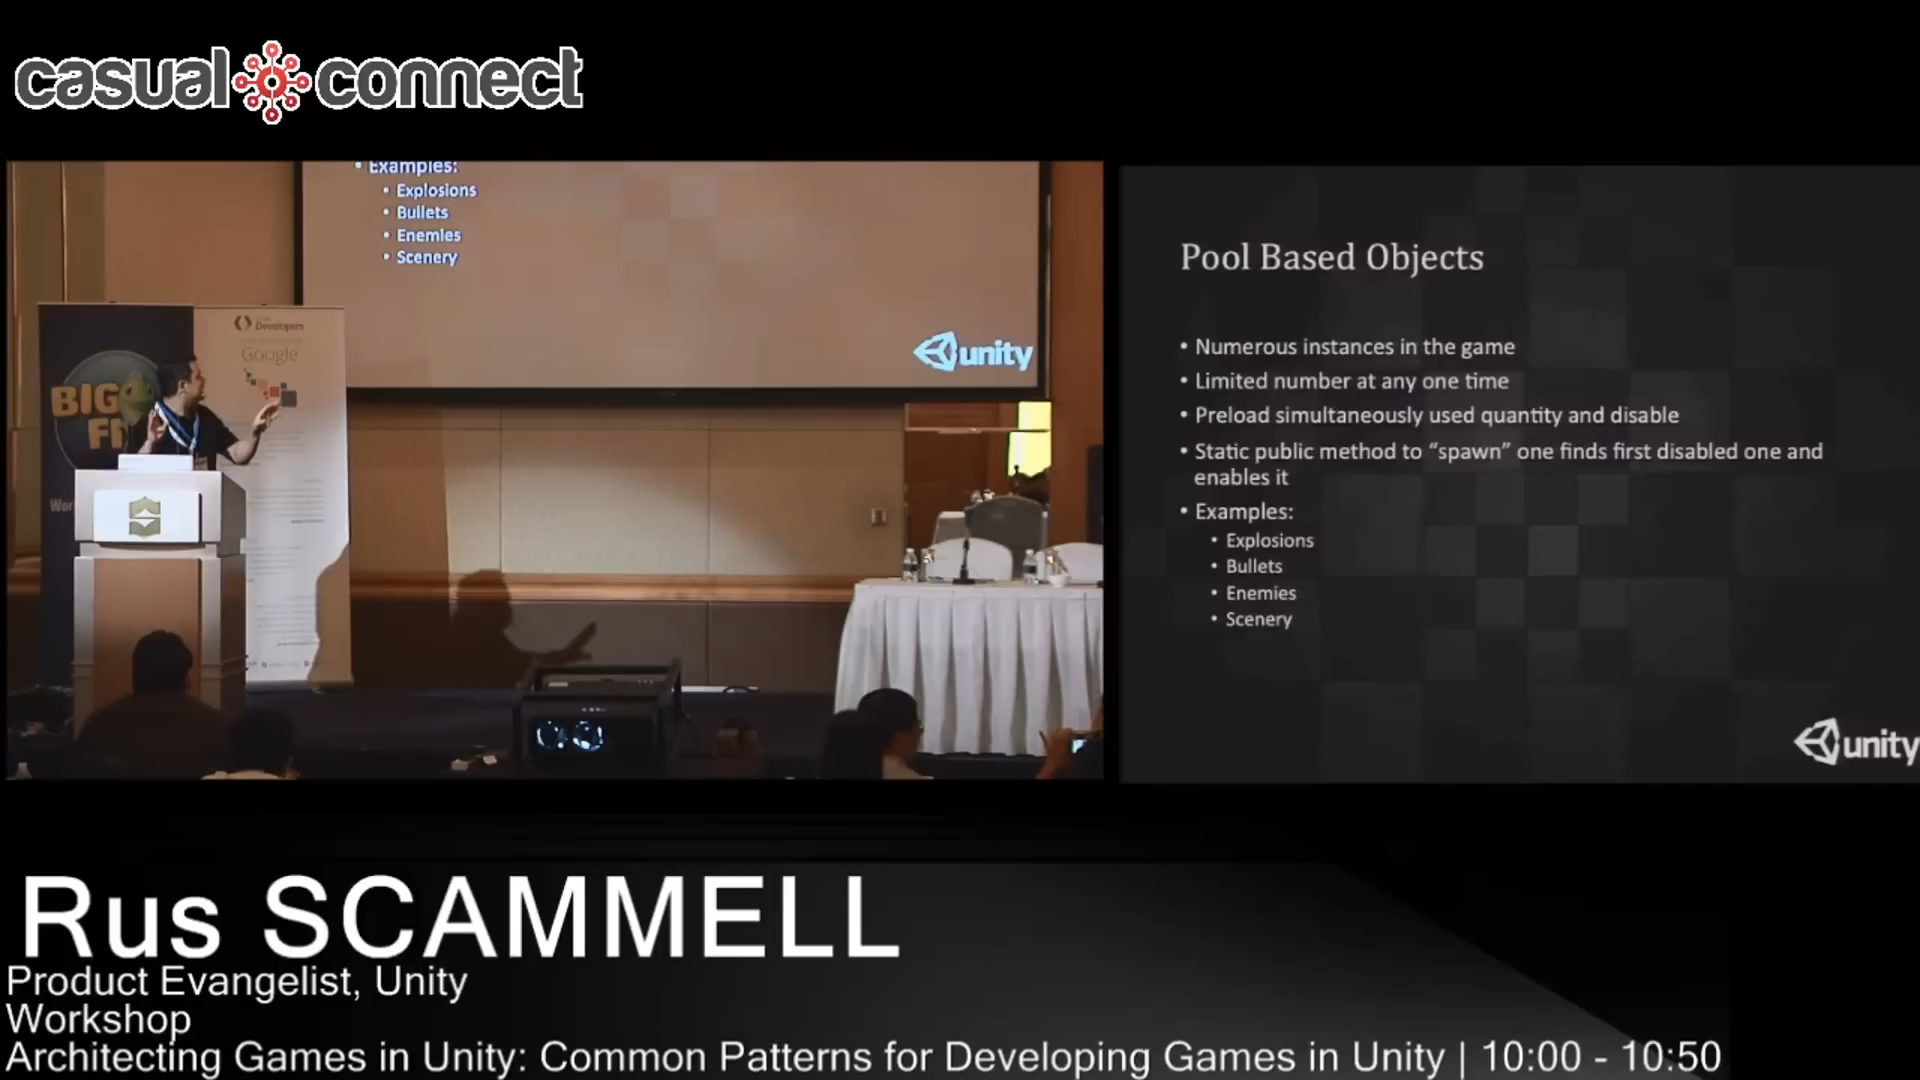 casual connect
Examples:
• Explosions
• Bullets
• Enemies
• Scenery
unity
Developers
Google
BIG
Pool Based Objects
• Numerous instances in the game
• Limited number at any one time
• Preload simultaneously used quantity and disable
• Static public method to “spawn” one finds first disabled one and
enables it
• Examples:
• Explosions
• Bullets
• Enemies
• Scenery
unity
Rus SCAMMELL
Product Evangelist, Unity
Workshop
Architecting Games in Unity: Common Patterns for Developing Games in Unity | 10:00 - 10:50